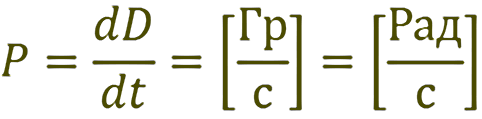 P = dD/dt = [Гр/с] = [Рад/с]